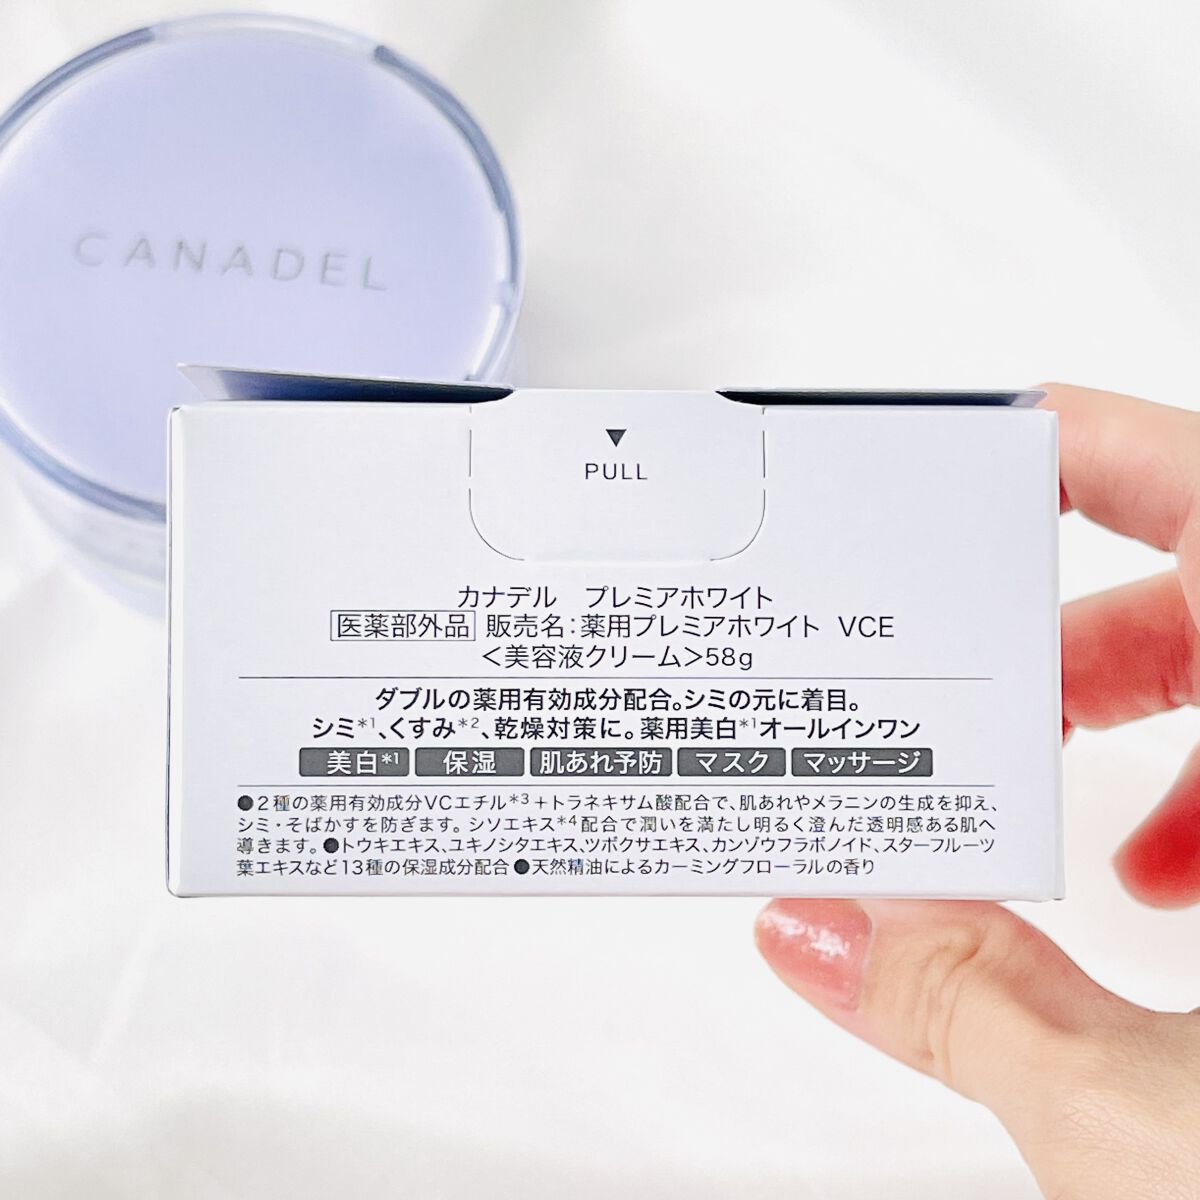 CANADEL
▼
PULL
カナデル プレミアホワイト
医薬部外品 販売名：薬用プレミアホワイト VCE
＜美容液クリーム＞58g
ダブルの薬用有効成分配合。シミの元に着目。
シミ*1、くすみ*2、乾燥対策に。薬用美白*1オールインワン
美白*1 保湿 肌あれ予防 マスク マッサージ
●2種の薬用有効成分VCエチル*3＋トラネキサム酸配合で、肌あれやメラニンの生成を抑え、
シミ・そばかすを防ぎます。シソエキス*4配合で潤いを満たし明るく澄んだ透明感ある肌へ
導きます。●トウキエキス、ユキノシタエキス、ツボクサエキス、カンゾウフラボノイド、スターフルーツ
葉エキスなど13種の保湿成分配合 ●天然精油によるカーミングフローラルの香り